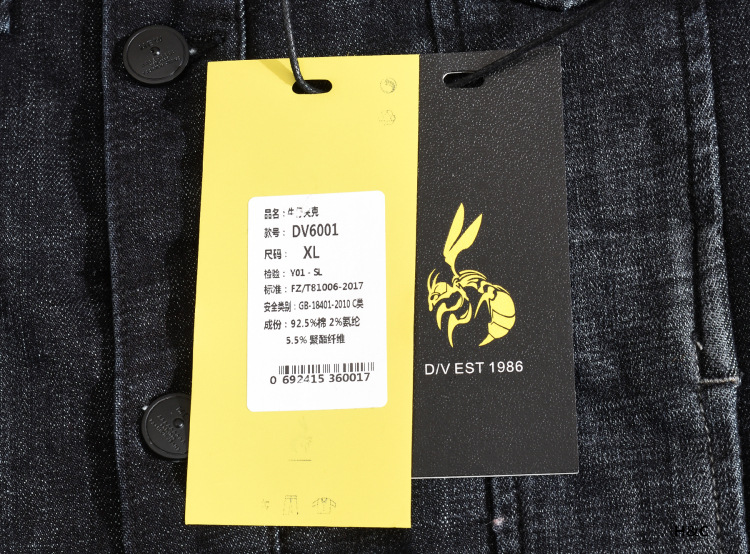 品名：牛仔夹克
款号：DV6001
尺码：XL
检验：Y01 - SL
标准：FZ/T81006-2017
安全类别：GB-18401-2010 C类
成份：92.5%棉 2%氨纶
5.5% 聚酯纤维
0 692415 360017
D/V EST 1986